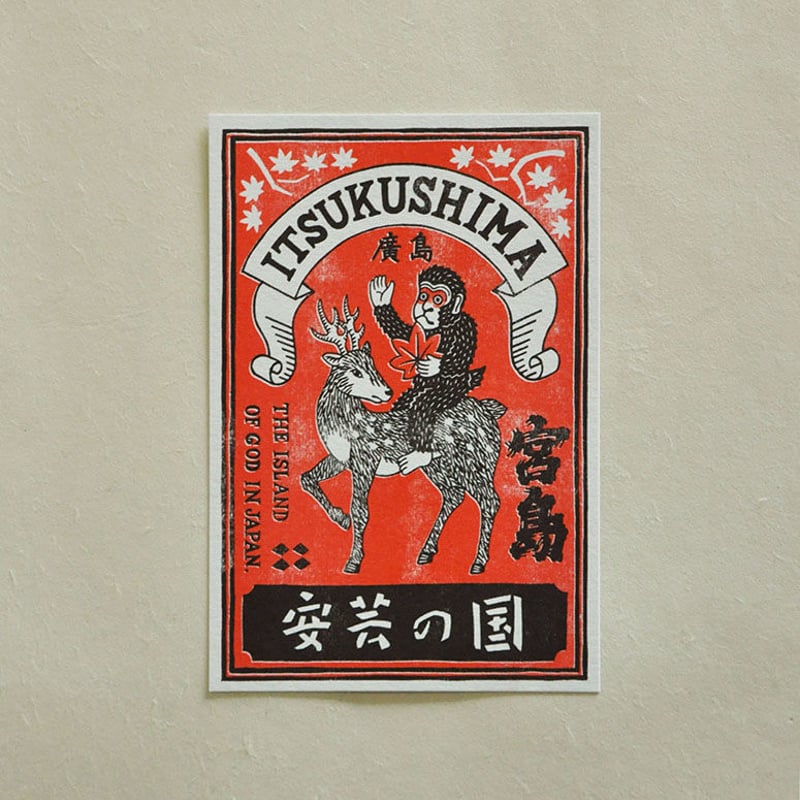 ITSUKUSHIMA
廣島
THE ISLAND
OF GOD IN JAPAN.
宮島
安芸の国